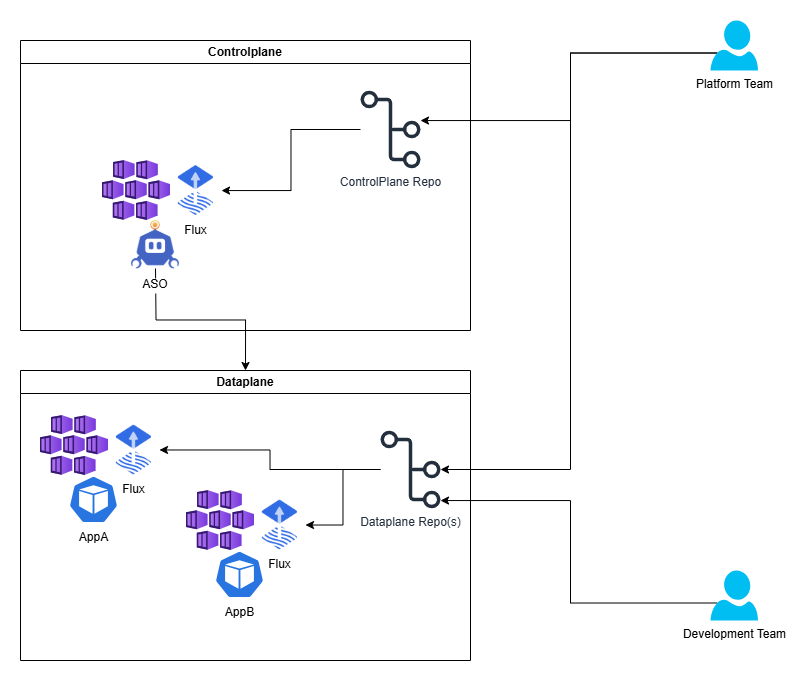 Controlplane
Platform Team
ControlPlane Repo
Flux
ASO
Dataplane
Flux
Dataplane Repo(s)
AppA
Flux
AppB
Development Team